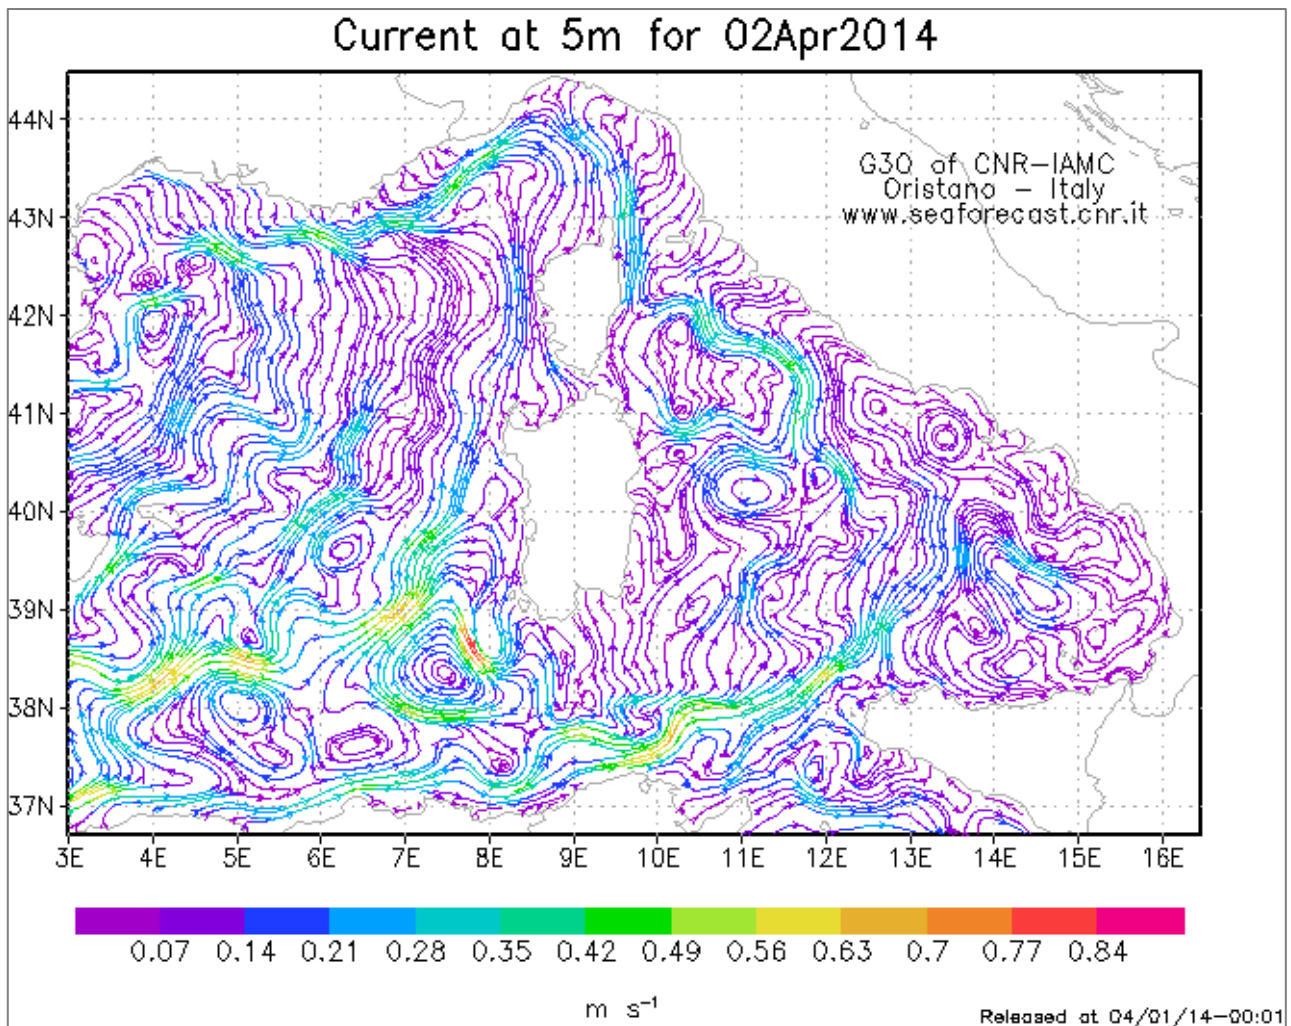 Current at 5m for 02Apr2014
44N
43N
42N
41N
40N
39N
38N
37N
G3O of CNR-IAMC
Oristano - Italy
www.seaforecast.cnr.it
3E 4E 5E 6E 7E 8E 9E 10E 11E 12E 13E 14E 15E 16E
0.07 0.14 0.21 0.28 0.35 0.42 0.49 0.56 0.63 0.7 0.77 0.84
m s⁻¹
Released at 04/01/14-00:01